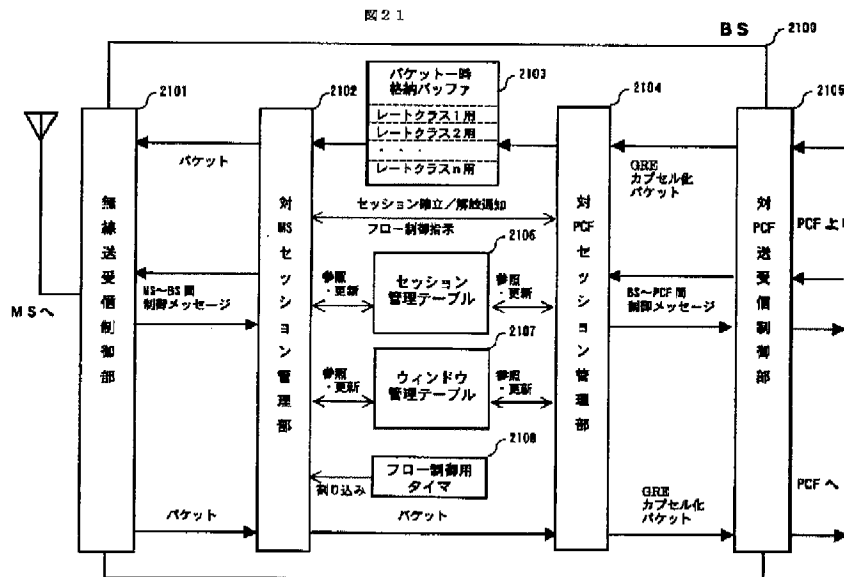 図21
BS
2109
2101
2102
パケット一時
格納バッファ
レートクラス1用
レートクラス2用
・・・
レートクラスn用
2103
2104
2105
パケット
GRE
カプセル化
パケット
セッション確立/解放通知
フロー制御指示
無線送受信制御部
対MSセッション管理部
対PCFセッション管理部
対PCF送受信制御部
PCFより
2106
セッション
管理テーブル
参照
・更新
参照
・更新
MSへ
MS~BS間
制御メッセージ
BS~PCF間
制御メッセージ
2107
ウィンドウ
管理テーブル
参照
・更新
参照
・更新
2108
フロー制御用
タイマ
割り込み
PCFへ
パケット
パケット
GRE
カプセル化
パケット